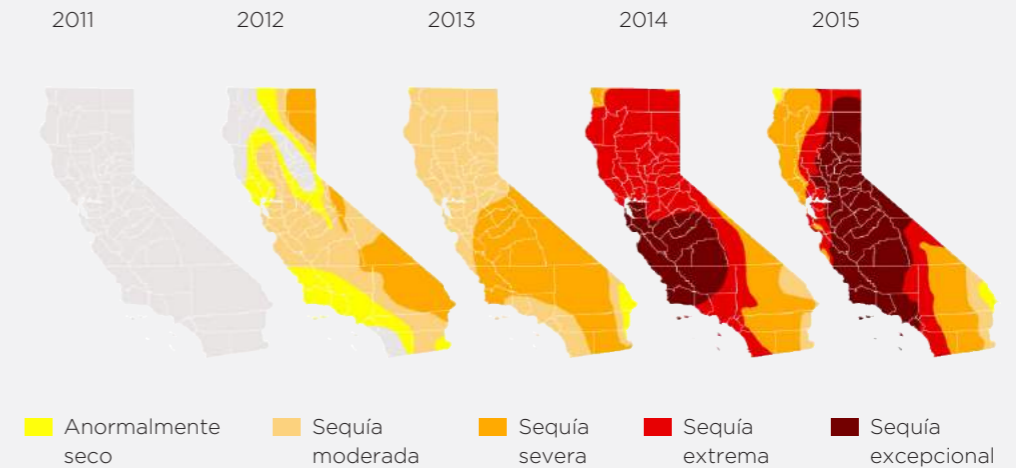 2011 2012 2013 2014 2015
Anormalmente seco
Sequía moderada
Sequía severa
Sequía extrema
Sequía excepcional